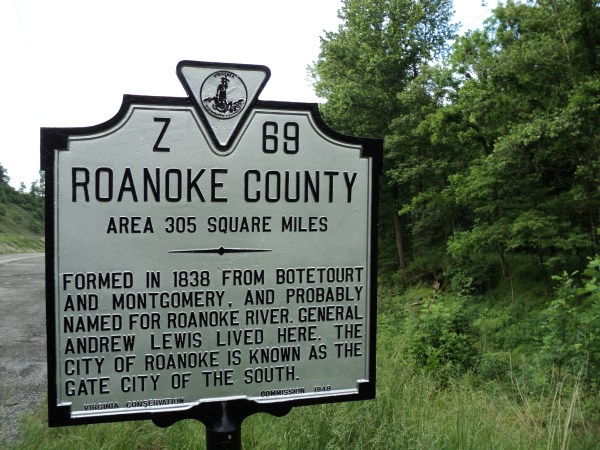 VIRGINIA
Z 69
ROANOKE COUNTY
AREA 305 SQUARE MILES
FORMED IN 1838 FROM BOTETOURT
AND MONTGOMERY, AND PROBABLY
NAMED FOR ROANOKE RIVER. GENERAL
ANDREW LEWIS LIVED HERE. THE
CITY OF ROANOKE IS KNOWN AS THE
GATE CITY OF THE SOUTH.
VIRGINIA CONSERVATION COMMISSION 1948